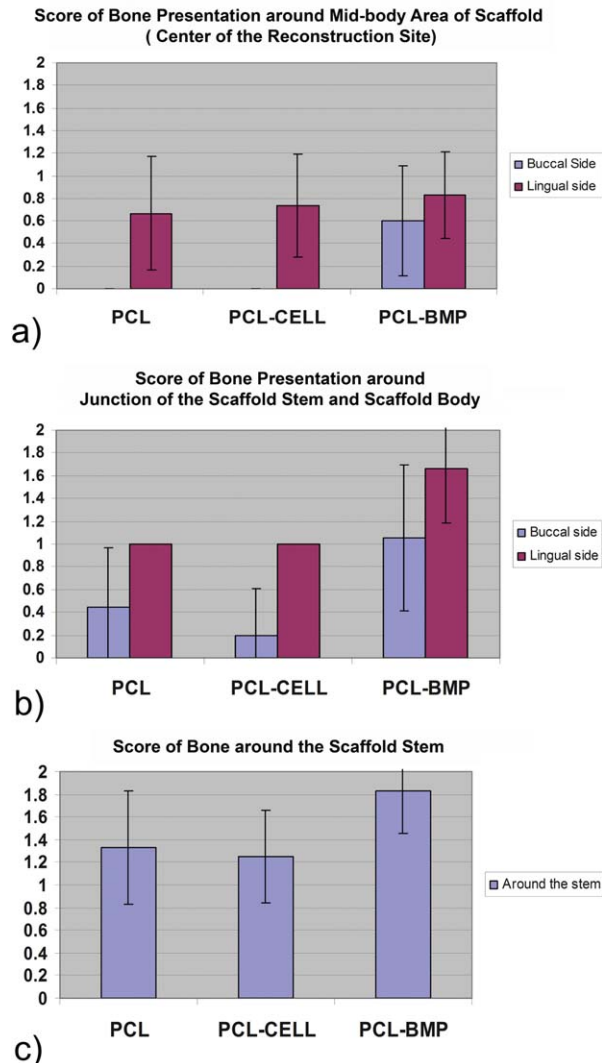 Score of Bone Presentation around Mid-body Area of Scaffold
( Center of the Reconstruction Site)
2
1.8
1.6
1.4
1.2
1
0.8
0.6
0.4
0.2
0
PCL
PCL-CELL
PCL-BMP
Buccal Side
Lingual side
a)
Score of Bone Presentation around
Junction of the Scaffold Stem and Scaffold Body
2
1.8
1.6
1.4
1.2
1
0.8
0.6
0.4
0.2
0
PCL
PCL-CELL
PCL-BMP
Buccal side
Lingual side
b)
Score of Bone around the Scaffold Stem
2
1.8
1.6
1.4
1.2
1
0.8
0.6
0.4
0.2
0
PCL
PCL-CELL
PCL-BMP
Around the stem
c)